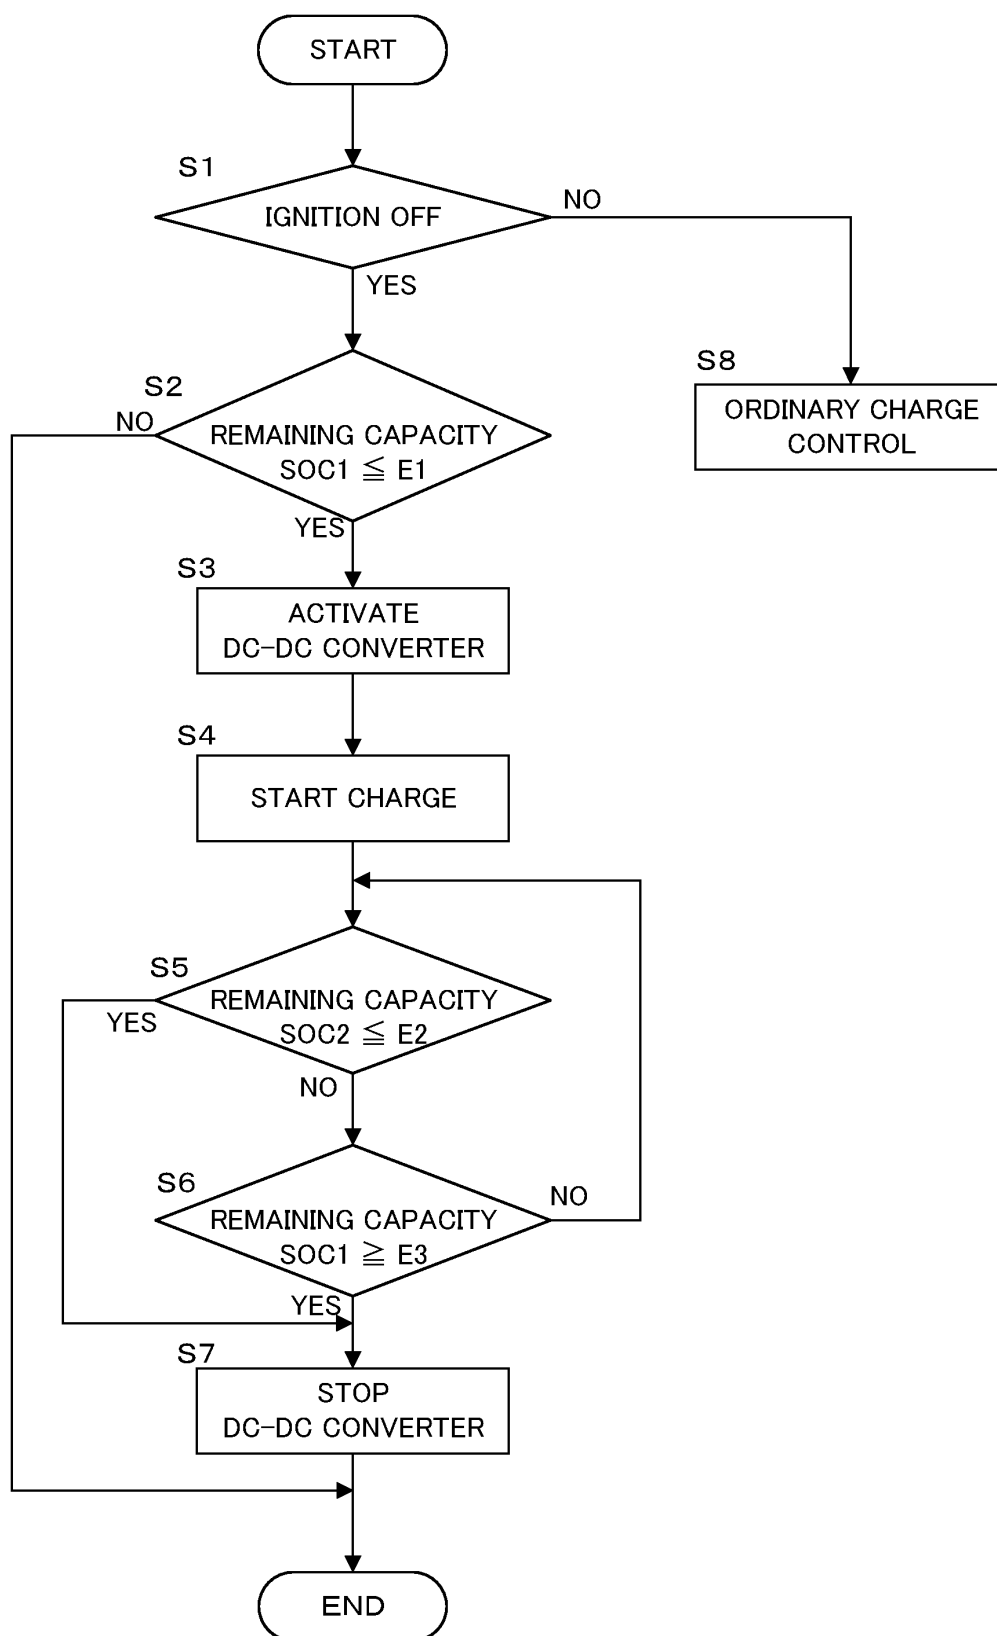 START
S1
IGNITION OFF
NO
YES
S2
NO
REMAINING CAPACITY
SOC1 ≦ E1
YES
S8
ORDINARY CHARGE
CONTROL
S3
ACTIVATE
DC-DC CONVERTER
S4
START CHARGE
S5
REMAINING CAPACITY
SOC2 ≦ E2
YES
NO
S6
REMAINING CAPACITY
SOC1 ≧ E3
NO
YES
S7
STOP
DC-DC CONVERTER
END